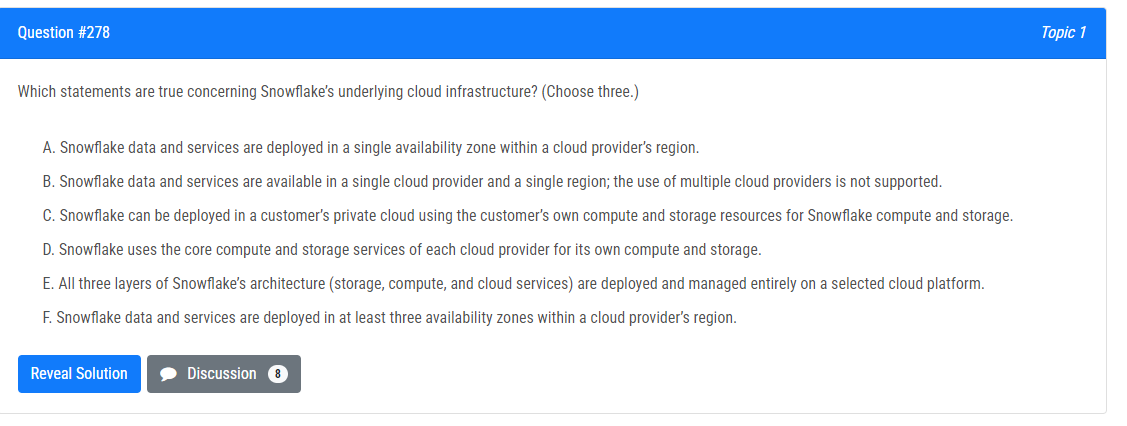 Question #278
Topic 1
Which statements are true concerning Snowflake’s underlying cloud infrastructure? (Choose three.)
A. Snowflake data and services are deployed in a single availability zone within a cloud provider’s region.
B. Snowflake data and services are available in a single cloud provider and a single region; the use of multiple cloud providers is not supported.
C. Snowflake can be deployed in a customer’s private cloud using the customer’s own compute and storage resources for Snowflake compute and storage.
D. Snowflake uses the core compute and storage services of each cloud provider for its own compute and storage.
E. All three layers of Snowflake’s architecture (storage, compute, and cloud services) are deployed and managed entirely on a selected cloud platform.
F. Snowflake data and services are deployed in at least three availability zones within a cloud provider’s region.
Reveal Solution
Discussion 8